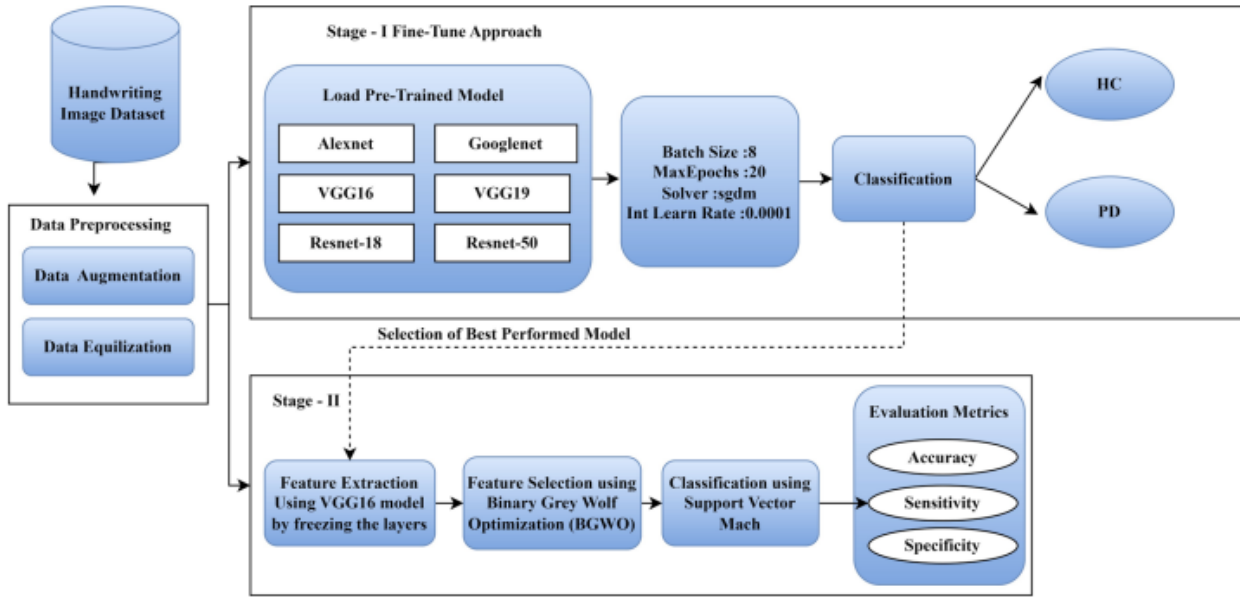 Handwriting
Image Dataset
Data Preprocessing
Data Augmentation
Data Equilization
Stage - I Fine-Tune Approach
Load Pre-Trained Model
Alexnet
Googlenet
VGG16
VGG19
Resnet-18
Resnet-50
Batch Size :8
MaxEpochs :20
Solver :sgdm
Int Learn Rate :0.0001
Classification
HC
PD
Selection of Best Performed Model
Stage - II
Feature Extraction
Using VGG16 model
by freezing the layers
Feature Selection using
Binary Grey Wolf
Optimization (BGWO)
Classification using
Support Vector
Mach
Evaluation Metrics
Accuracy
Sensitivity
Specificity